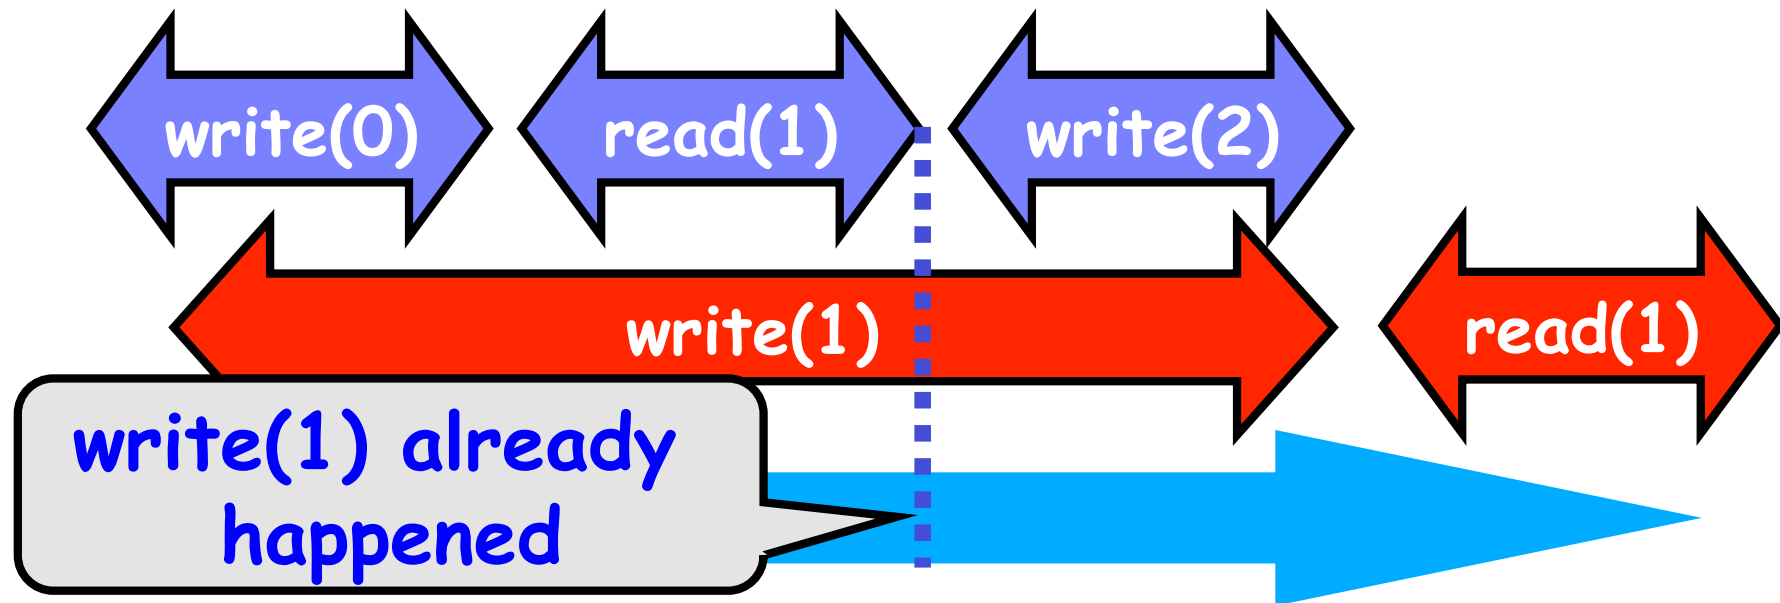 write(0) read(1) write(2)
write(1) read(1)
write(1) already
happened